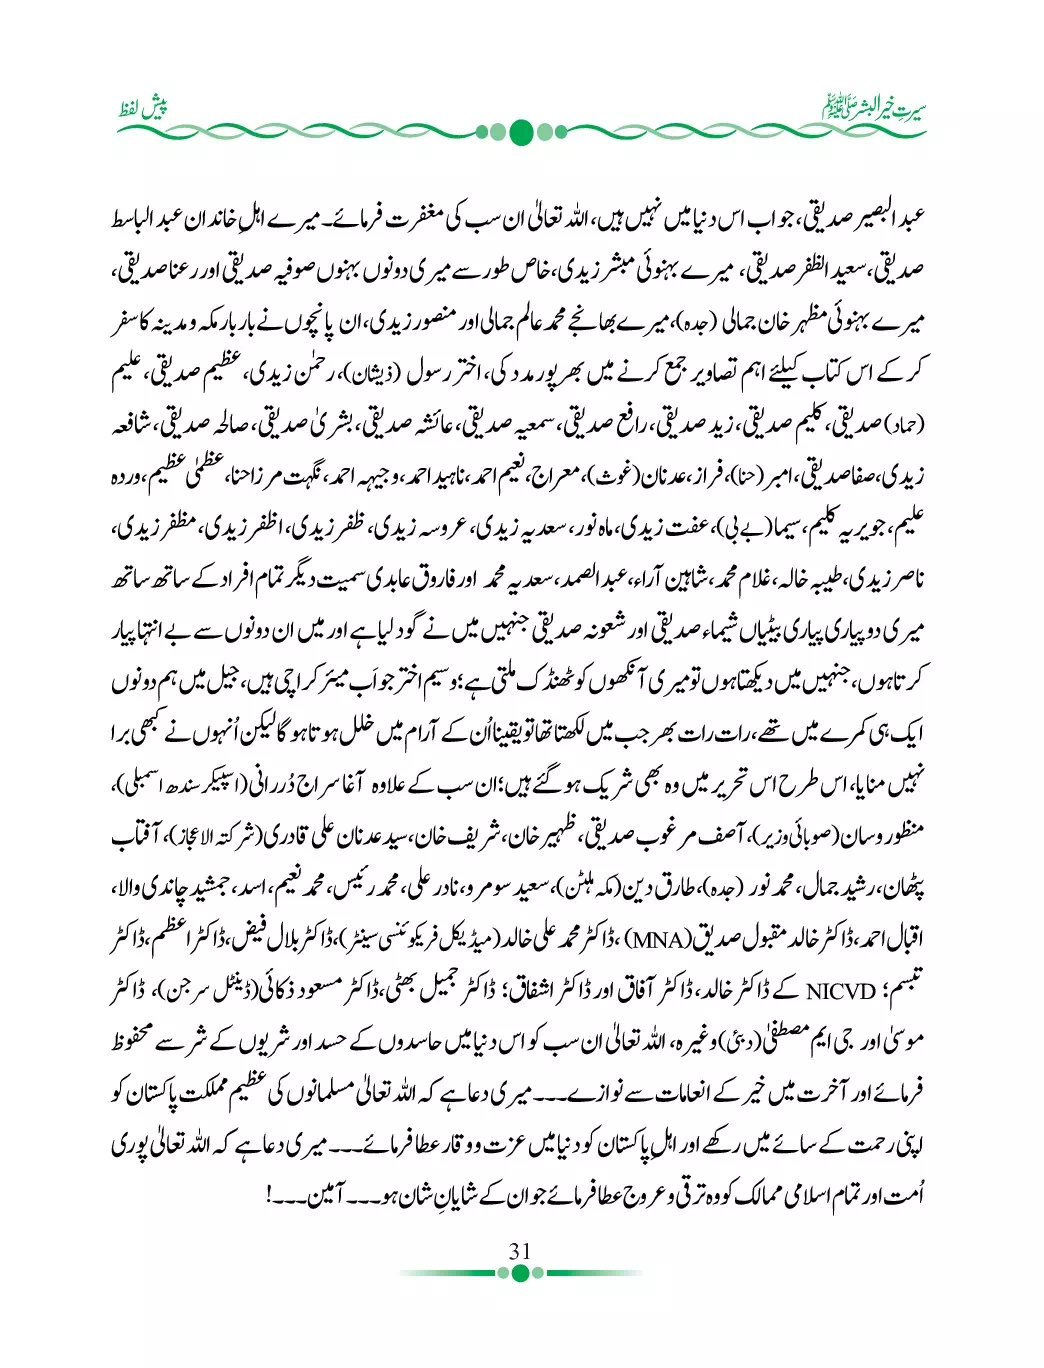 سیرتِ خیر البشر ﷺ
پیش لفظ
عبد البصیر صدیقی، جو اب اس دنیا میں نہیں ہیں، اللہ تعالیٰ ان سب کی مغفرت فرمائے۔ میرے اہلِ خاندان عبد الباسط
صدیقی، سعید الظفر صدیقی، میرے بہنوئی مبشر زیدی، خاص طور سے میری دونوں بہنوں صوفیہ صدیقی اور رعنا صدیقی،
میرے بہنوئی مظہر خان جمالی (جدہ)، میرے بھانجے محمد عالم جمالی اور منصور زیدی، ان پانچوں نے بار بار مکہ و مدینہ کا سفر
کر کے اس کتاب کیلئے اہم تصاویر جمع کرنے میں بھرپور مدد کی، اختر رسول (ذیشان)، رحمٰن زیدی، عظیم صدیقی، علیم
(حماد) صدیقی، کلیم صدیقی، زید صدیقی، رافع صدیقی، سمعیہ صدیقی، عائشہ صدیقی، بشریٰ صدیقی، صالحہ صدیقی، شافعہ
زیدی، صفا صدیقی، امبر (حنا)، فراز، عدنان (غوث)، معراج، نعیم احمد، ناہید احمد، وجیہہ احمد، نگہت مرزا حنا، عظمٰی عظیم، وردہ
علیم، جویریہ کلیم، سیما (بے بی)، عفت زیدی، ماہ نور، سعدیہ زیدی، عروسہ زیدی، ظفر زیدی، اظفر زیدی، مظفر زیدی،
ناصر زیدی، طیبہ خالہ، غلام محمد، شاہین آراء، عبد الصمد، سعدیہ محمد اور فاروق عابدی سمیت دیگر تمام افراد کے ساتھ ساتھ
میری دو پیاری پیاری بیٹیاں شیماء صدیقی اور شعونہ صدیقی جنہیں میں نے گود لیا ہے اور میں ان دونوں سے بے انتہا پیار
کرتا ہوں، جنہیں میں دیکھتا ہوں تو میری آنکھوں کو ٹھنڈک ملتی ہے؛ وسیم اختر جو اَب میئر کراچی ہیں، جیل میں ہم دونوں
ایک ہی کمرے میں تھے، رات رات بھر جب میں لکھتا تھا تو یقینا اُن کے آرام میں خلل ہوتا ہو گا لیکن اُنہوں نے کبھی برا
نہیں منایا، اس طرح اس تحریر میں وہ بھی شریک ہو گئے ہیں؛ ان سب کے علاوہ آغا سراج دُرانی (اسپیکر سندھ اسمبلی)،
منظور وسان (صوبائی وزیر)، آصف مرغوب صدیقی، ظہیر خان، شریف خان، سید عدنان علی قادری (شرکتہ الاعجاز)، آفتاب
پٹھان، رشید جمال، محمد نور (جدہ)، طارق دین (مکہ ہلٹن)، سعید سومرو، نادر علی، محمد رئیس، محمد نعیم، اسد، جمشید چاندی والا،
اقبال احمد، ڈاکٹر خالد مقبول صدیق (MNA)، ڈاکٹر محمد علی خالد (میڈیکل فریکوئنسی سینٹر)، ڈاکٹر بلال فیض، ڈاکٹر اعظم، ڈاکٹر
تبسم؛ NICVD کے ڈاکٹر خالد، ڈاکٹر آفاق اور ڈاکٹر اشفاق؛ ڈاکٹر جمیل بھٹی، ڈاکٹر مسعود ذکائی (ڈینٹل سرجن)، ڈاکٹر
موسیٰ اور جی ایم مصطفیٰ (دبئی) وغیرہ، اللہ تعالیٰ ان سب کو اس دنیا میں حاسدوں کے حسد اور شریوں کے شر سے محفوظ
فرمائے اور آخرت میں خیر کے انعامات سے نوازے۔۔۔ میری دعا ہے کہ اللہ تعالیٰ مسلمانوں کی عظیم مملکت پاکستان کو
اپنی رحمت کے سائے میں رکھے اور اہلِ پاکستان کو دنیا میں عزت و وقار عطا فرمائے۔۔۔ میری دعا ہے کہ اللہ تعالیٰ پوری
اُمت اور تمام اسلامی ممالک کو وہ ترقی و عروج عطا فرمائے جو ان کے شایانِ شان ہو۔۔۔ آمین۔۔۔!
31